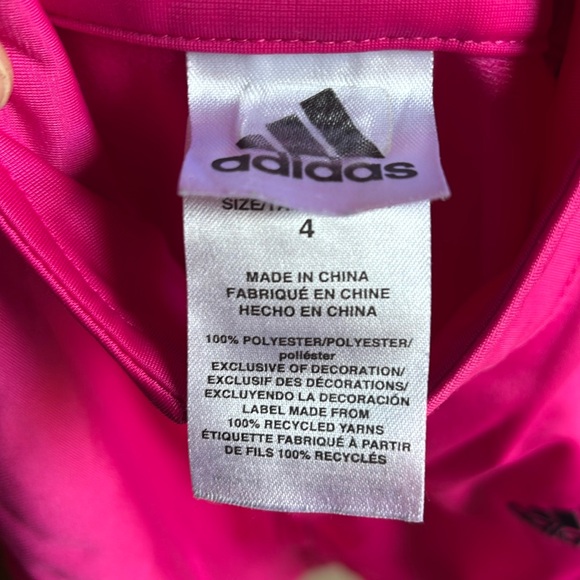 adidas
4
MADE IN CHINA
FABRIQUÉ EN CHINE
HECHO EN CHINA
100% POLYESTER/POLYESTER/
poliéster
EXCLUSIVE OF DECORATION/
EXCLUSIF DES DÉCORATIONS/
EXCLUYENDO LA DECORACIÓN
LABEL MADE FROM
100% RECYCLED YARNS
ÉTIQUETTE FABRIQUÉ À PARTIR
DE FILS 100% RECYCLÉS